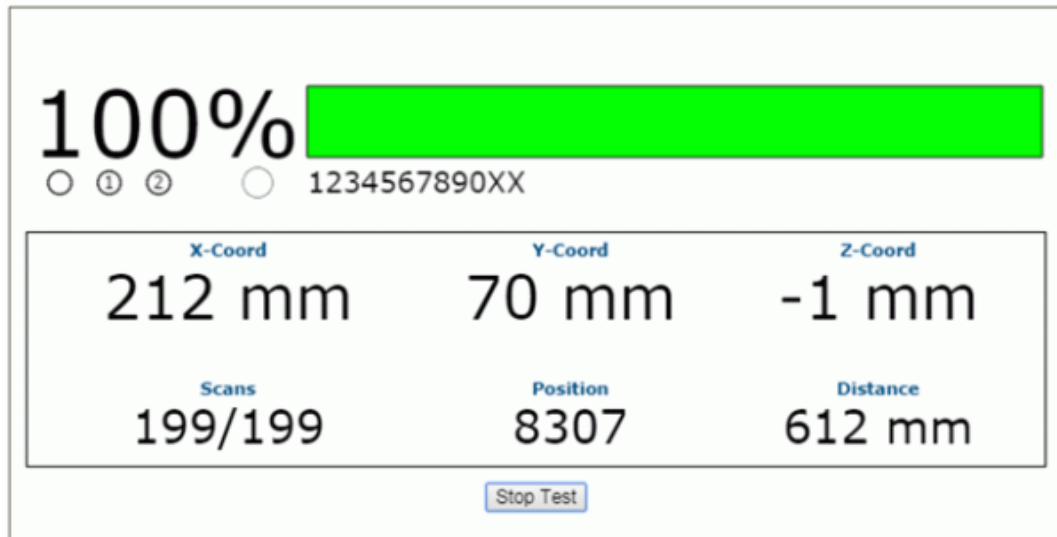 100%
1 2 1234567890XX
X-Coord Y-Coord Z-Coord
212 mm 70 mm -1 mm
Scans Position Distance
199/199 8307 612 mm
Stop Test